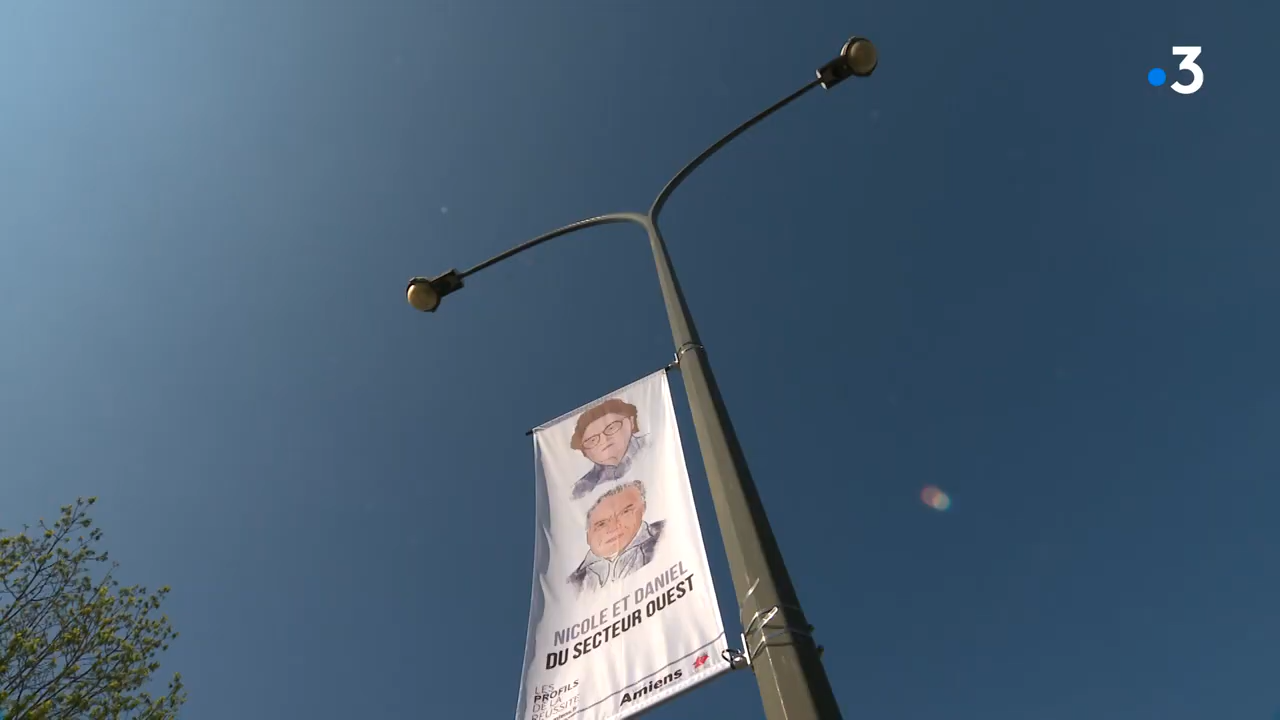 3
NICOLE ET DANIEL
DU SECTEUR OUEST
LES
PROFILS
DE LA
RÉUSSITE
Amiens